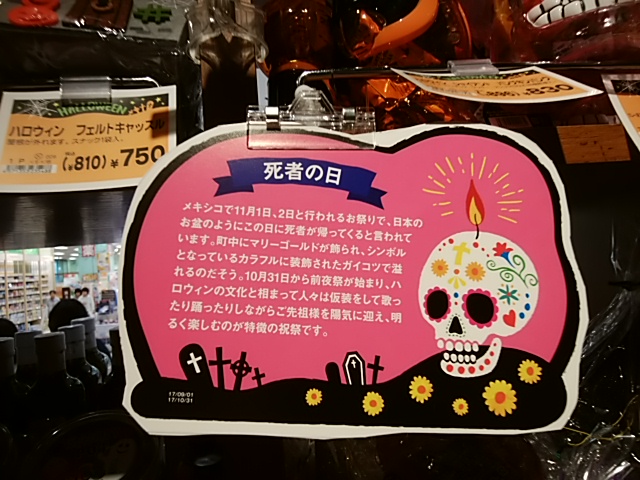 HALLOWEEN
ハロウィン フェルトキャッスル
(¥810) ¥750
830
死者の日
メキシコで11月1日、2日と行われるお祭りで、日本の
お盆のようにこの日に死者が帰ってくると言われて
います。町中にマリーゴールドが飾られ、シンボル
となっているカラフルに装飾されたガイコツで溢
れるのだそう。10月31日から前夜祭が始まり、ハ
ロウィンの文化と相まって人々は仮装をして歌っ
たり踊ったりしながらご先祖様を陽気に迎え、明
るく楽しむのが特徴の祝祭です。
17/09/01
17/10/31